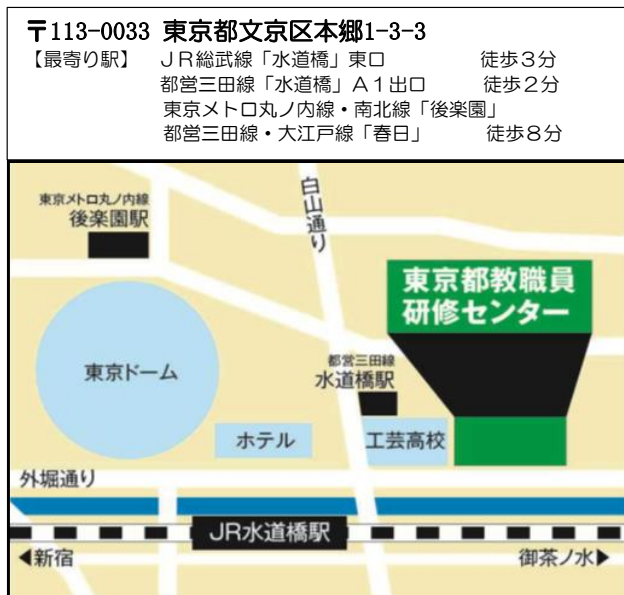 〒113-0033 東京都文京区本郷1-3-3
【最寄り駅】 ＪＲ総武線「水道橋」東口 徒歩３分
都営三田線「水道橋」Ａ１出口 徒歩２分
東京メトロ丸ノ内線・南北線「後楽園」
都営三田線・大江戸線「春日」 徒歩８分
東京メトロ丸ノ内線
後楽園駅
白山通り
東京都教職員
研修センター
東京ドーム
都営三田線
水道橋駅
ホテル
工芸高校
外堀通り
JR水道橋駅
◀新宿
御茶ノ水▶